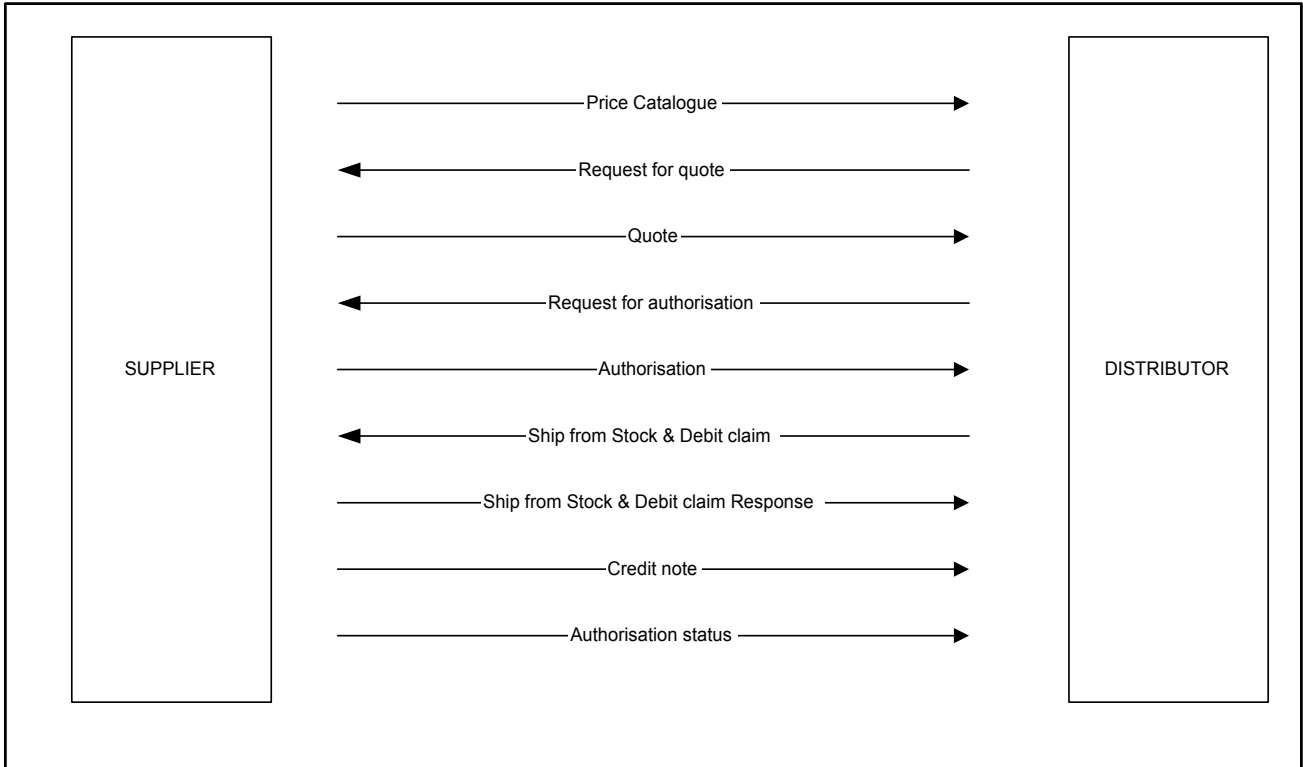 Price Catalogue
Request for quote
Quote
Request for authorisation
SUPPLIER
Authorisation
DISTRIBUTOR
Ship from Stock & Debit claim
Ship from Stock & Debit claim Response
Credit note
Authorisation status